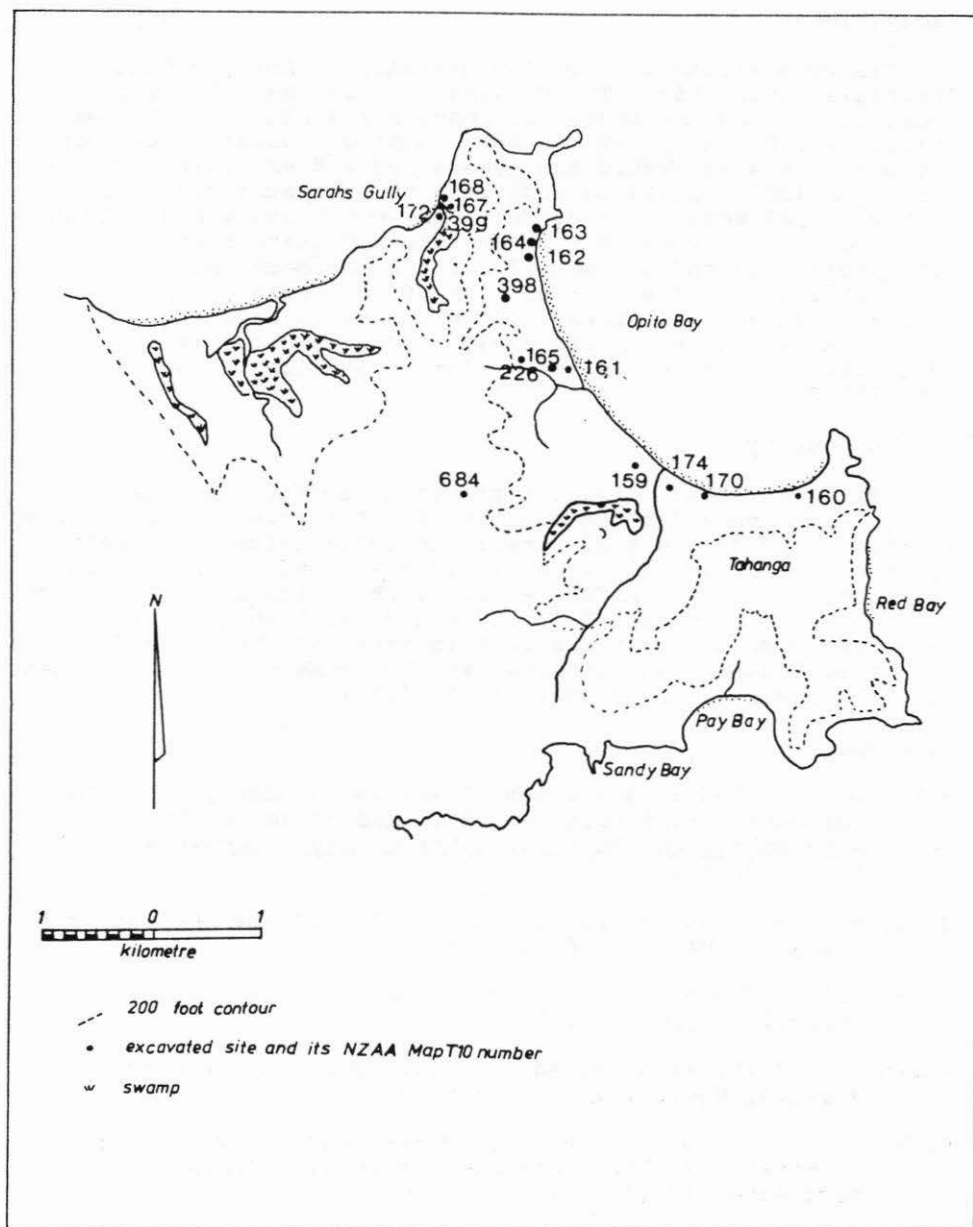 Sarahs Gully
168
167
172
399
163
164
162
398
Opito Bay
165
226
161
684
159
174
170
160
Tahanga
Red Bay
N
Pay Bay
Sandy Bay
1 0 1
kilometre
200 foot contour
excavated site and its NZAA Map T10 number
swamp